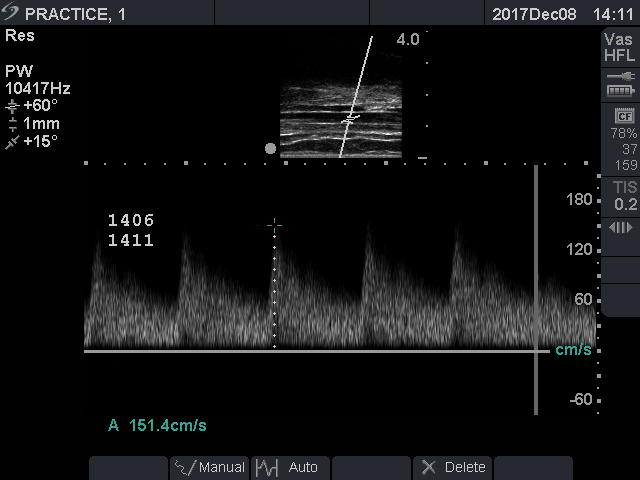 PRACTICE, 1
2017Dec08 14:11
Res
PW
10417Hz
+60°
1mm
+15°
4.0
Vas
HFL
CF
78%
37
159
TIS
0.2
1406
1411
180
120
60
cm/s
-60
A 151.4cm/s
Manual
Auto
Delete